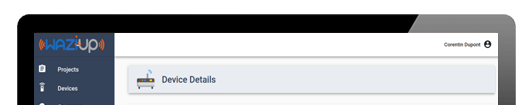 WAZIUP
Corentin Dupont
Projects
Device Details
Devices